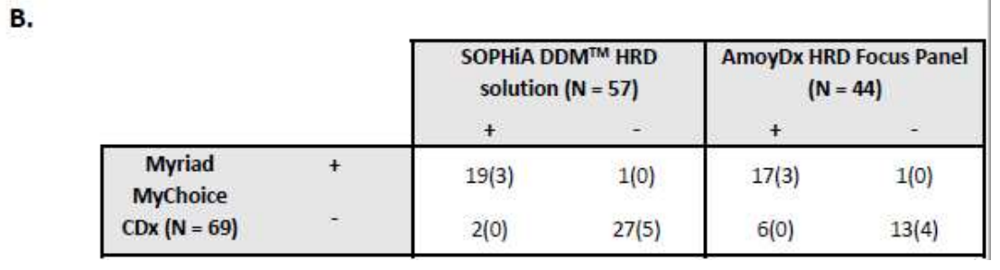 B.
SOPHiA DDM™ HRD AmoyDx HRD Focus Panel
solution (N = 57) (N = 44)
+ - + -
Myriad + 19(3) 1(0) 17(3) 1(0)
MyChoice
CDx (N = 69) - 2(0) 27(5) 6(0) 13(4)